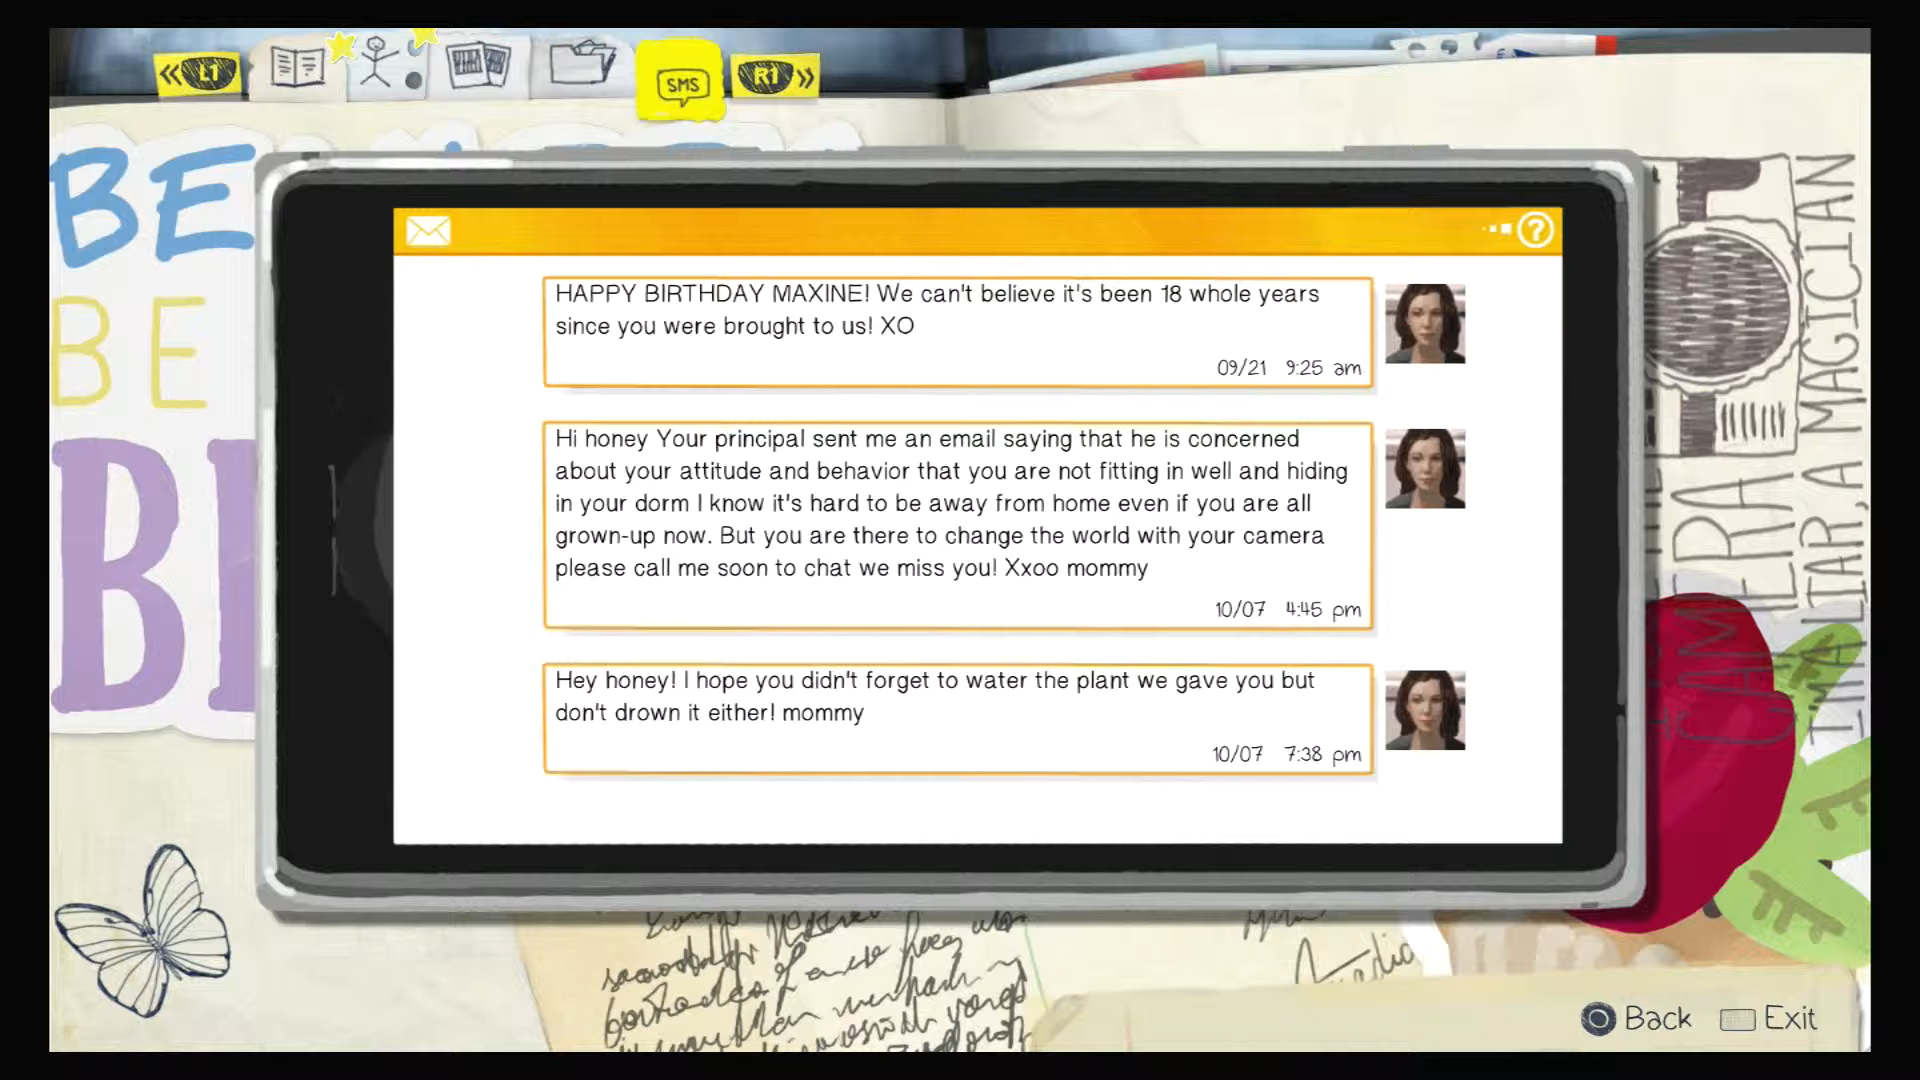 L1
SMS
R1
BE
BE
HAPPY BIRTHDAY MAXINE! We can't believe it's been 18 whole years
since you were brought to us! XO
09/21 9:25 am
Hi honey Your principal sent me an email saying that he is concerned
about your attitude and behavior that you are not fitting in well and hiding
in your dorm I know it's hard to be away from home even if you are all
grown-up now. But you are there to change the world with your camera
please call me soon to chat we miss you! Xxoo mommy
10/07 4:45 pm
Hey honey! I hope you didn't forget to water the plant we gave you but
don't drown it either! mommy
10/07 7:38 pm
CAMERA
I'M A LIAR, A MAGICIAN
Back
Exit